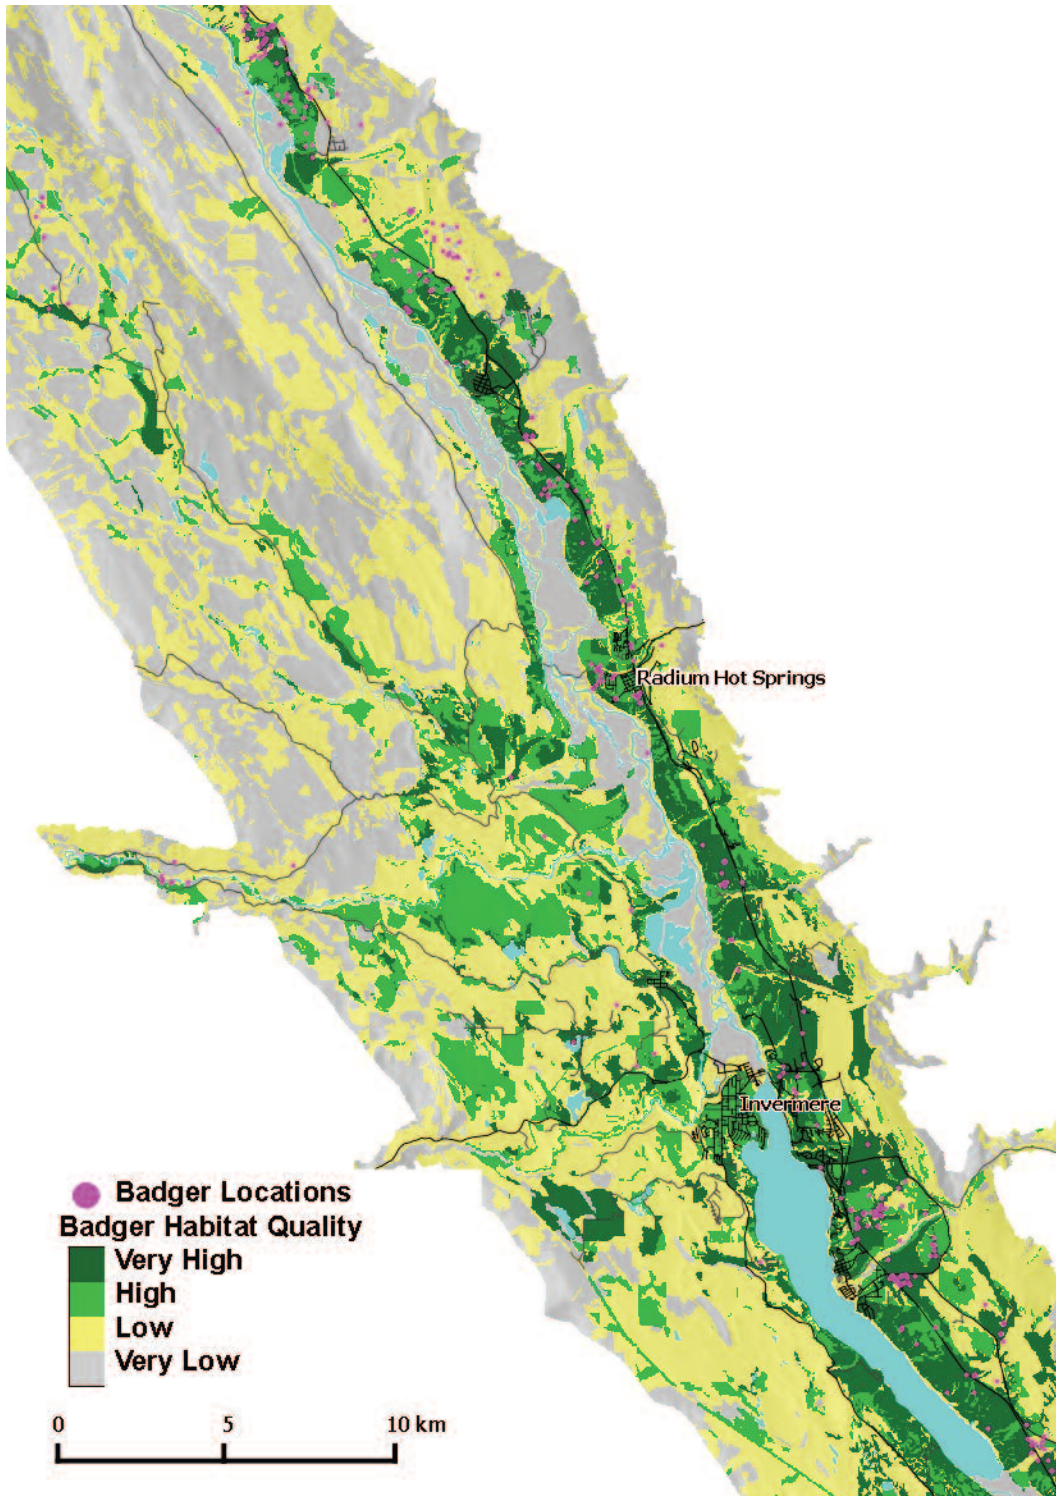 Radium Hot Springs
Invermere
Badger Locations
Badger Habitat Quality
Very High
High
Low
Very Low
0 5 10 km